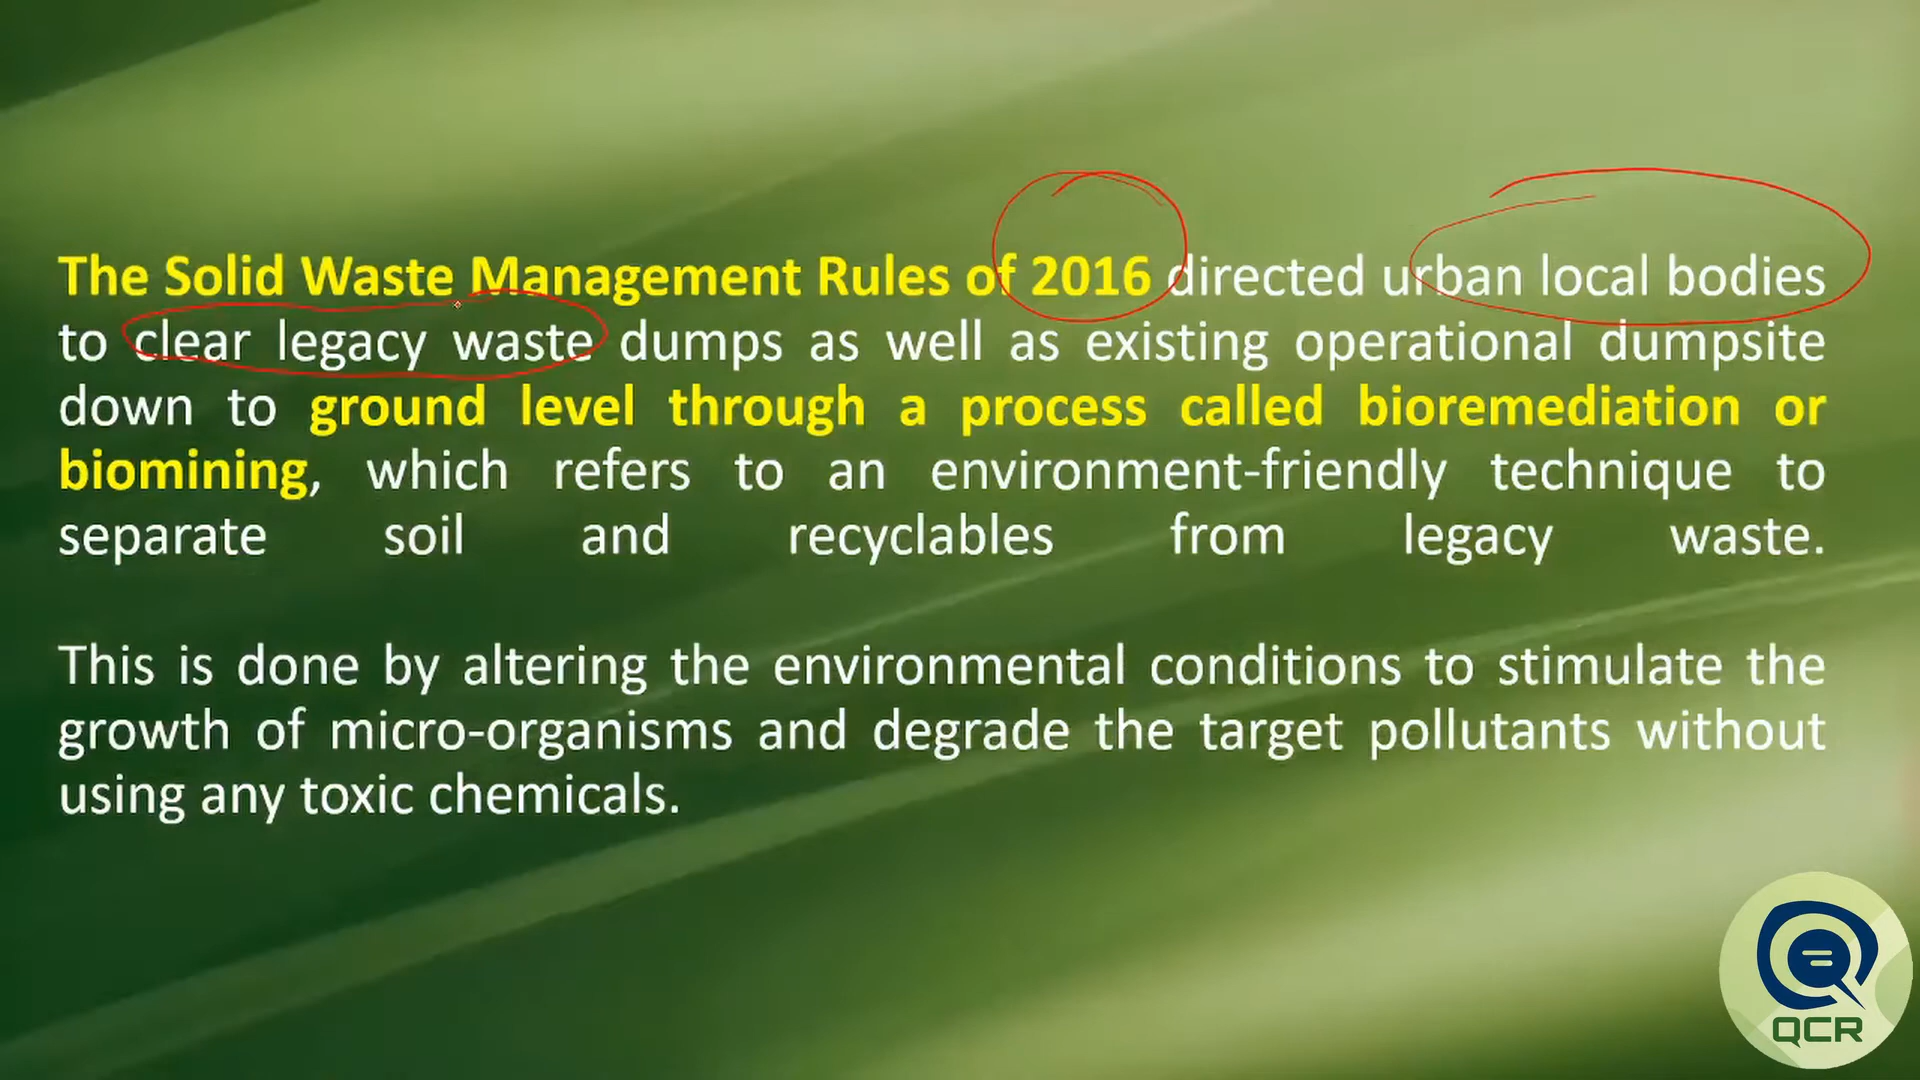 The Solid Waste Management Rules of 2016 directed urban local bodies
to clear legacy waste dumps as well as existing operational dumpsite
down to ground level through a process called bioremediation or
biomining, which refers to an environment-friendly technique to
separate soil and recyclables from legacy waste.
This is done by altering the environmental conditions to stimulate the
growth of micro-organisms and degrade the target pollutants without
using any toxic chemicals.
QCR